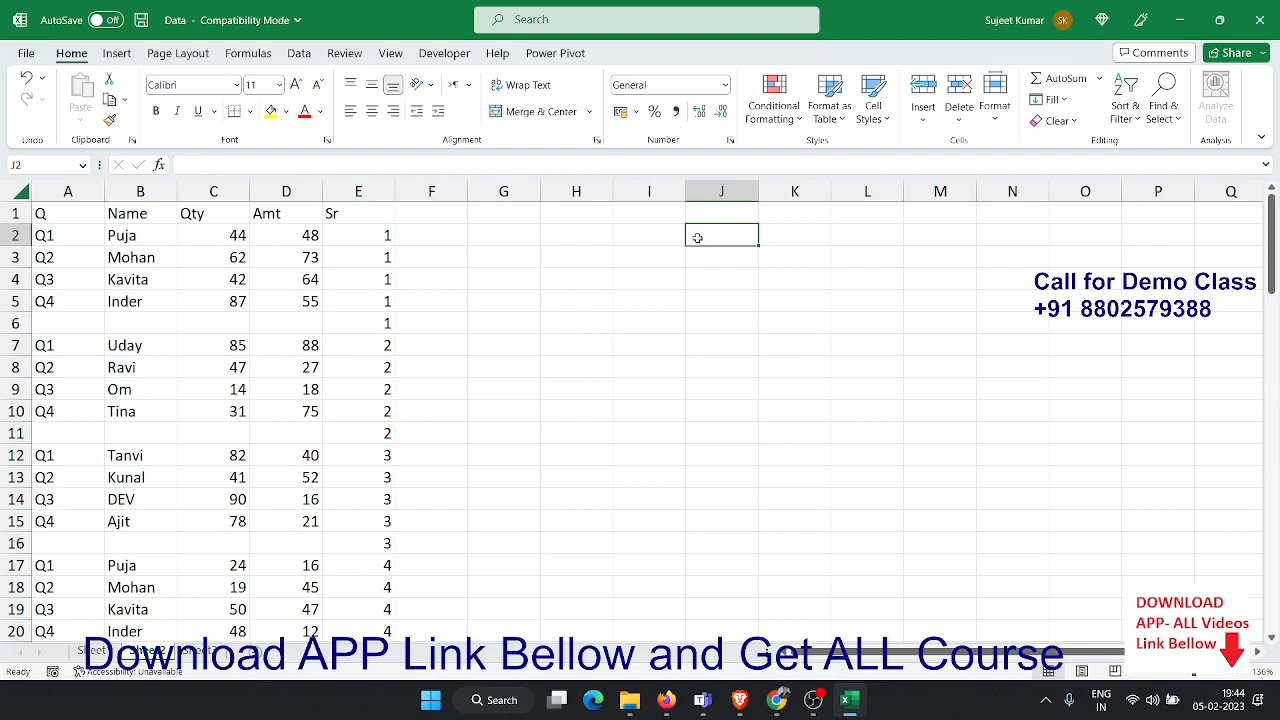 AutoSave Off Data - Compatibility Mode Search Sujeet Kumar SK
File Home Insert Page Layout Formulas Data Review View Developer Help Power Pivot Comments Share
Calibri 11 Wrap Text General AutoSum
Paste B I U Merge & Center % Conditional Formatting Format as Table Cell Styles Insert Delete Format Fill Clear Sort & Filter Find & Select Analyze Data
Undo Clipboard Font Alignment Number Styles Cells Editing Analysis
J2 fx
A B C D E F G H I J K L M N O P Q
1 Q Name Qty Amt Sr
2 Q1 Puja 44 48 1
3 Q2 Mohan 62 73 1
4 Q3 Kavita 42 64 1
5 Q4 Inder 87 55 1
6 1
7 Q1 Uday 85 88 2
8 Q2 Ravi 47 27 2
9 Q3 Om 14 18 2
10 Q4 Tina 31 75 2
11 2
12 Q1 Tanvi 82 40 3
13 Q2 Kunal 41 52 3
14 Q3 DEV 90 16 3
15 Q4 Ajit 78 21 3
16 3
17 Q1 Puja 24 16 4
18 Q2 Mohan 19 45 4
19 Q3 Kavita 50 47 4
20 Q4 Inder 48 12 4
Call for Demo Class
+91 8802579388
DOWNLOAD
APP- ALL Videos
Link Bellow
Download APP Link Bellow and Get ALL Course
Ready Accessibility: Unavailable 136%
Search ENG 19:44
IN 05-02-2023